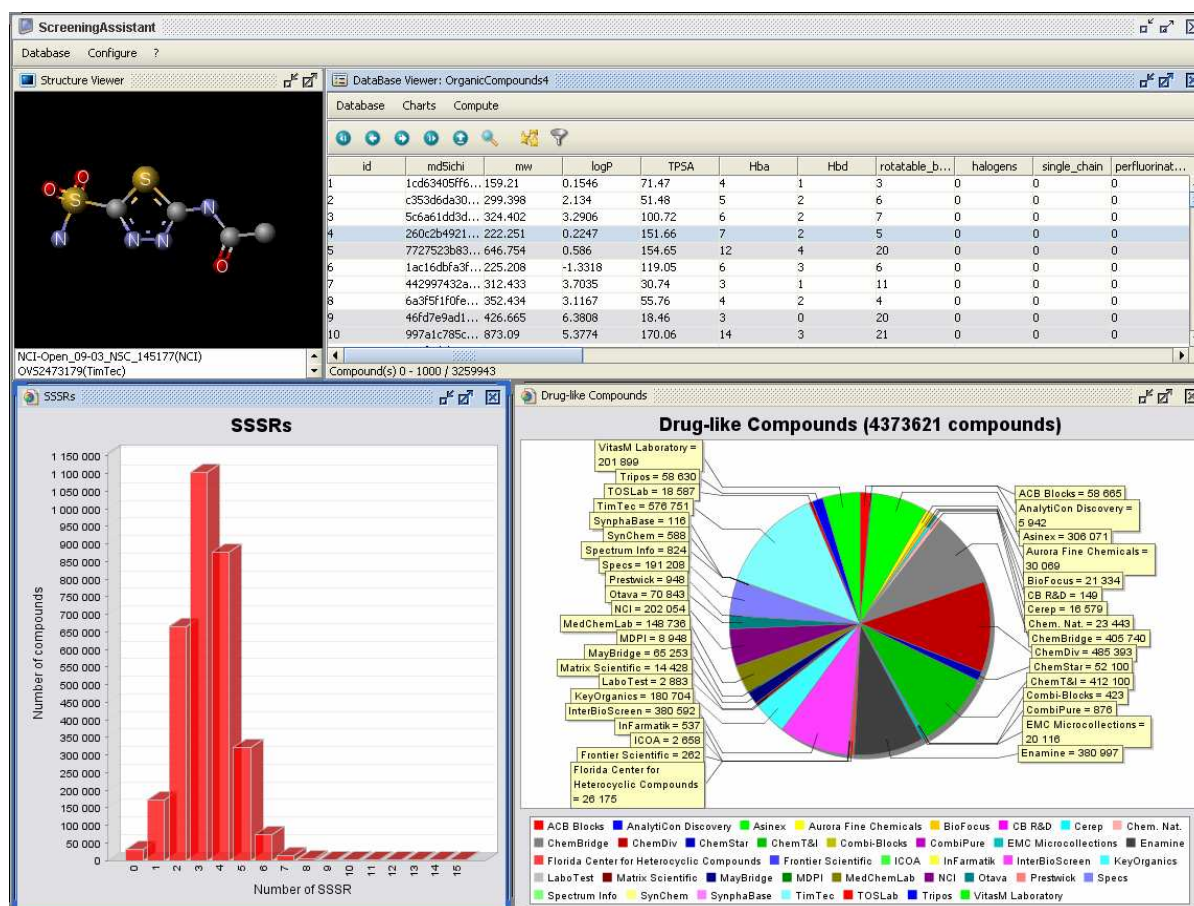 ScreeningAssistant
Database Configure ?
Structure Viewer
S
O
O
S
N
N
N
N
O
NCI-Open_09-03_NSC_145177(NCI)
OVS2473179(TimTec)
DataBase Viewer: OrganicCompounds4
Database Charts Compute
id md5ichi mw logP TPSA Hba Hbd rotatable_b... halogens single_chain perfluorinat...
1 1cd63405ff6... 159.21 0.1546 71.47 4 1 3 0 0 0
2 c353d6da30... 299.398 2.134 51.48 5 2 6 0 0 0
3 5c6a61dd3d... 324.402 3.2906 100.72 6 2 7 0 0 0
4 260c2b4921... 222.251 0.2247 151.66 7 2 5 0 0 0
5 7727523b83... 646.754 0.586 154.65 12 4 20 0 0 0
6 1ac16dbfa3f... 225.208 -1.3318 119.05 6 3 6 0 0 0
7 442997432a... 312.433 3.7035 30.74 3 1 11 0 0 0
8 6a3f5f1f0fe... 352.434 3.1167 55.76 4 2 4 0 0 0
9 46fd7e9ad1... 426.665 6.3808 18.46 3 0 20 0 0 0
10 997a1c785c... 873.09 5.3774 170.06 14 3 21 0 0 0
Compound(s) 0 - 1000 / 3259943
SSSRs
SSSRs
Number of compounds
1 150 000
1 100 000
1 050 000
1 000 000
950 000
900 000
850 000
800 000
750 000
700 000
650 000
600 000
550 000
500 000
450 000
400 000
350 000
300 000
250 000
200 000
150 000
100 000
50 000
0
0 1 2 3 4 5 6 7 8 9 10 11 12 13 14 15
Number of SSSR
Drug-like Compounds
Drug-like Compounds (4373621 compounds)
VitasM Laboratory =
201 899
Tripos = 58 630
TOSLab = 18 587
TimTec = 576 751
SynphaBase = 116
SynChem = 588
Spectrum Info = 824
Specs = 191 208
Prestwick = 948
Otava = 70 843
NCI = 202 054
MedChemLab = 148 736
MDPI = 8 948
MayBridge = 65 253
Matrix Scientific = 14 428
LaboTest = 2 883
KeyOrganics = 180 704
InterBioScreen = 380 592
InFarmatik = 537
ICOA = 2 658
Frontier Scientific = 262
Florida Center for
Heterocyclic Compounds
= 26 175
ACB Blocks = 58 665
AnalytiCon Discovery =
5 942
Asinex = 306 071
Aurora Fine Chemicals =
30 069
BioFocus = 21 334
CB R&D = 149
Cerep = 16 579
Chem. Nat. = 23 443
ChemBridge = 405 740
ChemDiv = 485 393
ChemStar = 52 100
ChemT&I = 412 100
Combi-Blocks = 423
CombiPure = 876
EMC Microcollections =
20 116
Enamine = 380 997
ACB Blocks AnalytiCon Discovery Asinex Aurora Fine Chemicals BioFocus CB R&D Cerep Chem. Nat.
ChemBridge ChemDiv ChemStar ChemT&I Combi-Blocks CombiPure EMC Microcollections Enamine
Florida Center for Heterocyclic Compounds Frontier Scientific ICOA InFarmatik InterBioScreen KeyOrganics
LaboTest Matrix Scientific MayBridge MDPI MedChemLab NCI Otava Prestwick Specs
Spectrum Info SynChem SynphaBase TimTec TOSLab Tripos VitasM Laboratory